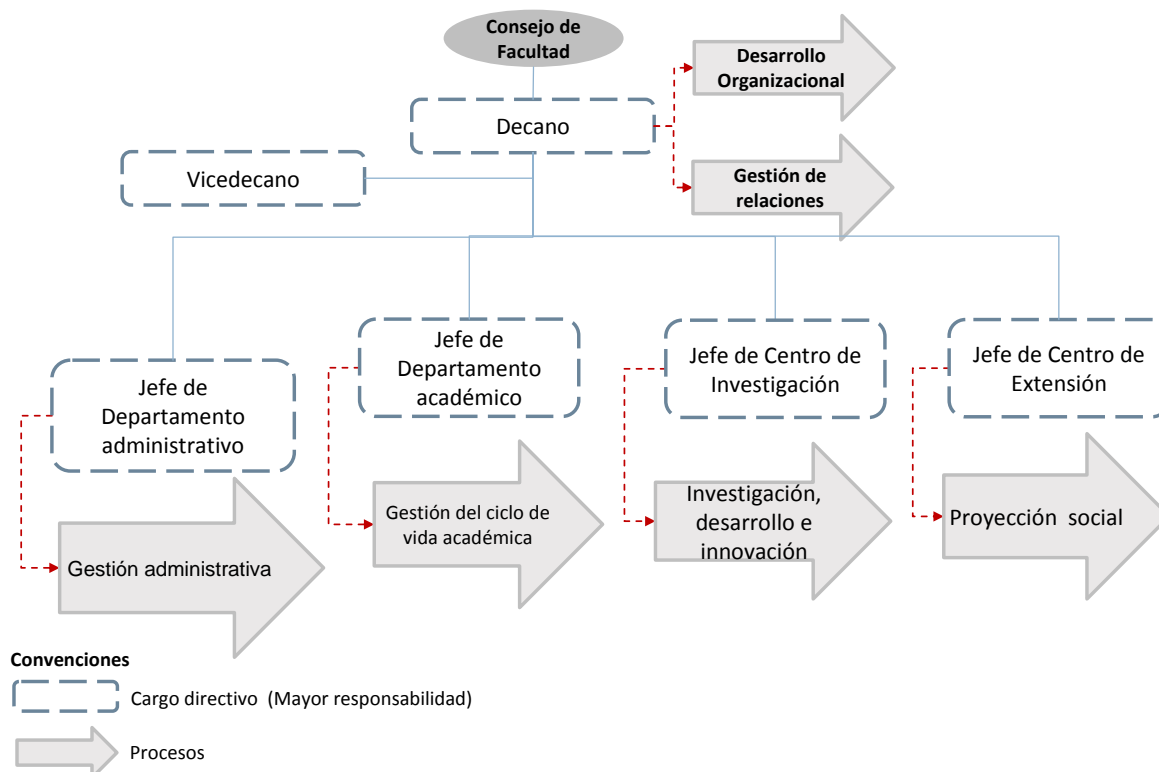 Consejo de
Facultad
Desarrollo
Organizacional
Decano
Vicedecano
Gestión de
relaciones
Jefe de
Departamento
administrativo
Jefe de
Departamento
académico
Jefe de Centro de
Investigación
Jefe de Centro de
Extensión
Gestión administrativa
Gestión del ciclo de
vida académica
Investigación,
desarrollo e
innovación
Proyección social
Convenciones
Cargo directivo (Mayor responsabilidad)
Procesos